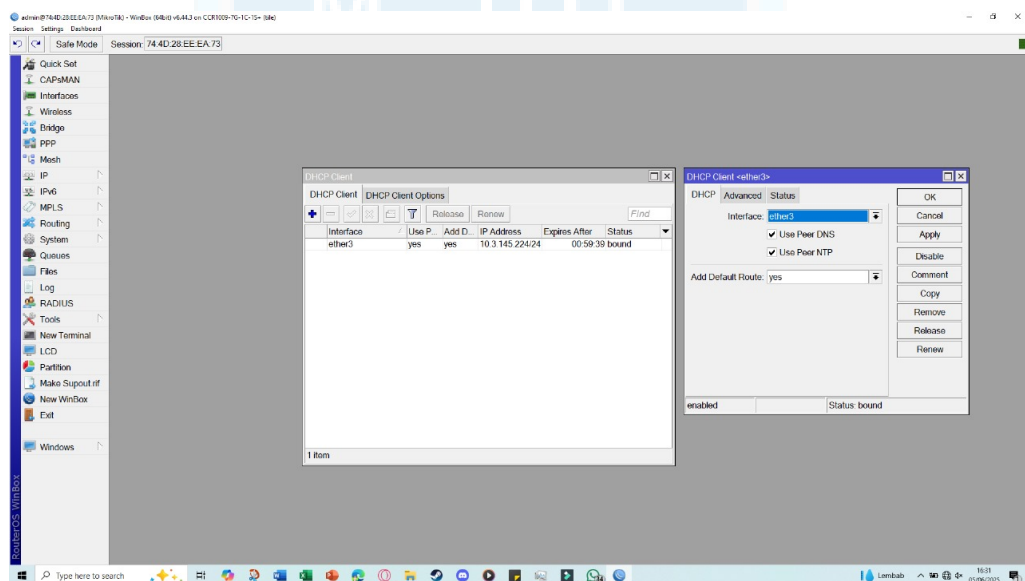 admin@74:4D:28:EE:EA:73 (MikroTik) - WinBox (64bit) v6.44.3 on CCR1009-7G-1C-1S+ (tile)
Session Settings Dashboard
Safe Mode Session: 74:4D:28:EE:EA:73
Quick Set
CAPsMAN
Interfaces
Wireless
Bridge
PPP
Mesh
IP
IPv6
MPLS
Routing
System
Queues
Files
Log
RADIUS
Tools
New Terminal
LCD
Partition
Make Supout.rif
New WinBox
Exit
Windows
RouterOS WinBox
DHCP Client
DHCP Client DHCP Client Options
Release Renew Find
Interface Use P... Add D... IP Address Expires After Status
ether3 yes yes 10.3.145.224/24 00:59:39 bound
1 item
DHCP Client <ether3>
DHCP Advanced Status
Interface: ether3
Use Peer DNS
Use Peer NTP
Add Default Route: yes
OK
Cancel
Apply
Disable
Comment
Copy
Remove
Release
Renew
enabled Status: bound
Type here to search
Lembab
16:31
05/06/2025